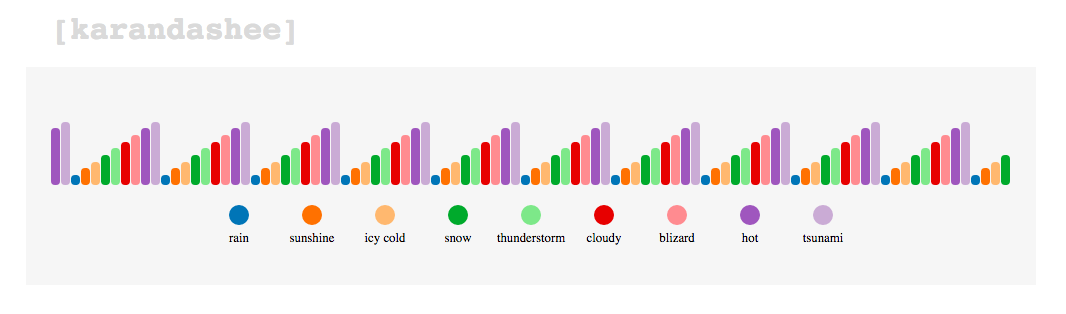 [karandashee]
rain sunshine icy cold snow thunderstorm cloudy blizard hot tsunami